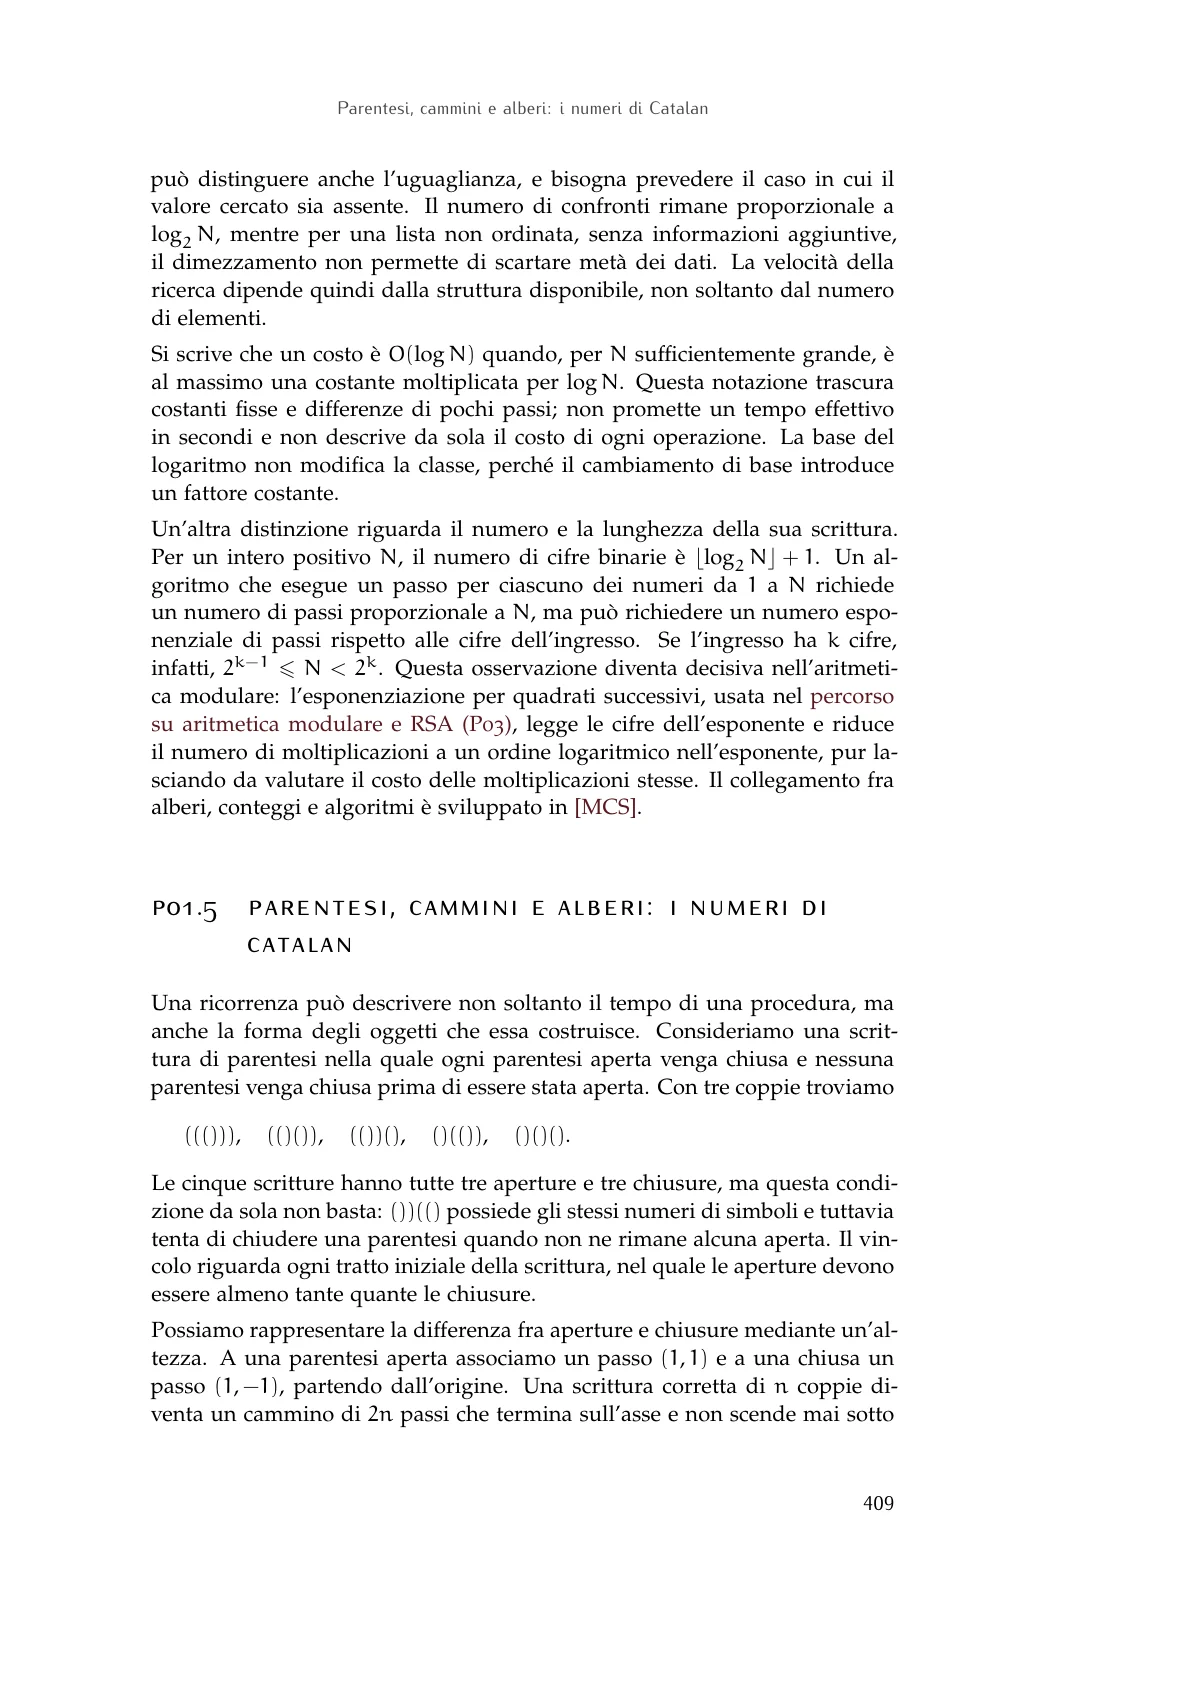 Parentesi, cammini e alberi: i numeri di Catalan
può distinguere anche l'uguaglianza, e bisogna prevedere il caso in cui il
valore cercato sia assente. Il numero di confronti rimane proporzionale a
log₂ N, mentre per una lista non ordinata, senza informazioni aggiuntive,
il dimezzamento non permette di scartare metà dei dati. La velocità della
ricerca dipende quindi dalla struttura disponibile, non soltanto dal numero
di elementi.
Si scrive che un costo è O(log N) quando, per N sufficientemente grande, è
al massimo una costante moltiplicata per log N. Questa notazione trascura
costanti fisse e differenze di pochi passi; non promette un tempo effettivo
in secondi e non descrive da sola il costo di ogni operazione. La base del
logaritmo non modifica la classe, perché il cambiamento di base introduce
un fattore costante.
Un'altra distinzione riguarda il numero e la lunghezza della sua scrittura.
Per un intero positivo N, il numero di cifre binarie è ⌊log₂ N⌋ + 1. Un al-
goritmo che esegue un passo per ciascuno dei numeri da 1 a N richiede
un numero di passi proporzionale a N, ma può richiedere un numero espo-
nenziale di passi rispetto alle cifre dell'ingresso. Se l'ingresso ha k cifre,
infatti, 2ᵏ⁻¹ ⩽ N < 2ᵏ. Questa osservazione diventa decisiva nell'aritmeti-
ca modulare: l'esponenziazione per quadrati successivi, usata nel percorso
su aritmetica modulare e RSA (P03), legge le cifre dell'esponente e riduce
il numero di moltiplicazioni a un ordine logaritmico nell'esponente, pur la-
sciando da valutare il costo delle moltiplicazioni stesse. Il collegamento fra
alberi, conteggi e algoritmi è sviluppato in [MCS].
P01.5 PARENTESI, CAMMINI E ALBERI: I NUMERI DI
CATALAN
Una ricorrenza può descrivere non soltanto il tempo di una procedura, ma
anche la forma degli oggetti che essa costruisce. Consideriamo una scrit-
tura di parentesi nella quale ogni parentesi aperta venga chiusa e nessuna
parentesi venga chiusa prima di essere stata aperta. Con tre coppie troviamo
((())), (()()), (())(), ()(()), ()()().
Le cinque scritture hanno tutte tre aperture e tre chiusure, ma questa condi-
zione da sola non basta: ())(() possiede gli stessi numeri di simboli e tuttavia
tenta di chiudere una parentesi quando non ne rimane alcuna aperta. Il vin-
colo riguarda ogni tratto iniziale della scrittura, nel quale le aperture devono
essere almeno tante quante le chiusure.
Possiamo rappresentare la differenza fra aperture e chiusure mediante un'al-
tezza. A una parentesi aperta associamo un passo (1, 1) e a una chiusa un
passo (1, −1), partendo dall'origine. Una scrittura corretta di n coppie di-
venta un cammino di 2n passi che termina sull'asse e non scende mai sotto
409